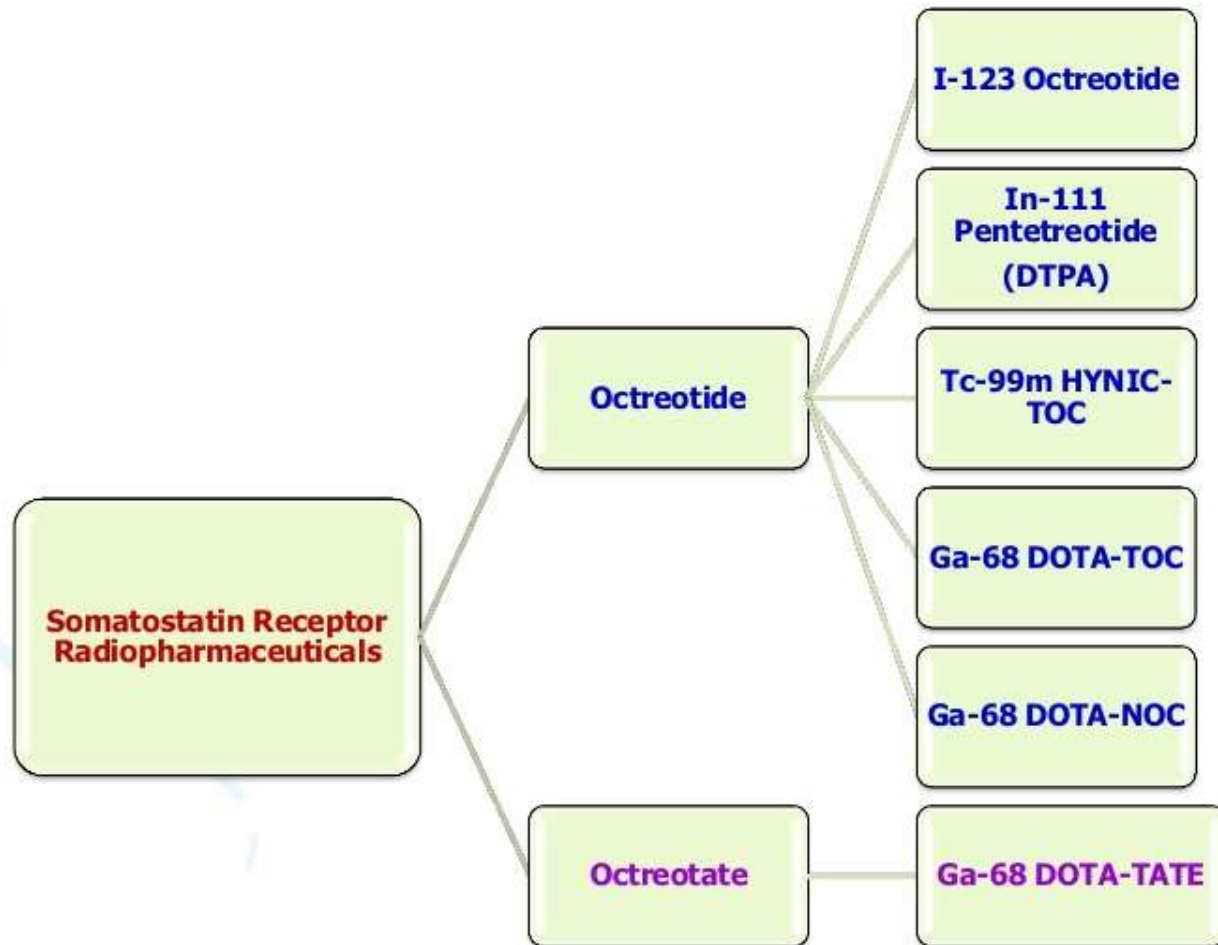 I-123 Octreotide
In-111
Pentetreotide
(DTPA)
Octreotide
Tc-99m HYNIC-
TOC
Ga-68 DOTA-TOC
Somatostatin Receptor
Radiopharmaceuticals
Ga-68 DOTA-NOC
Octreotate
Ga-68 DOTA-TATE